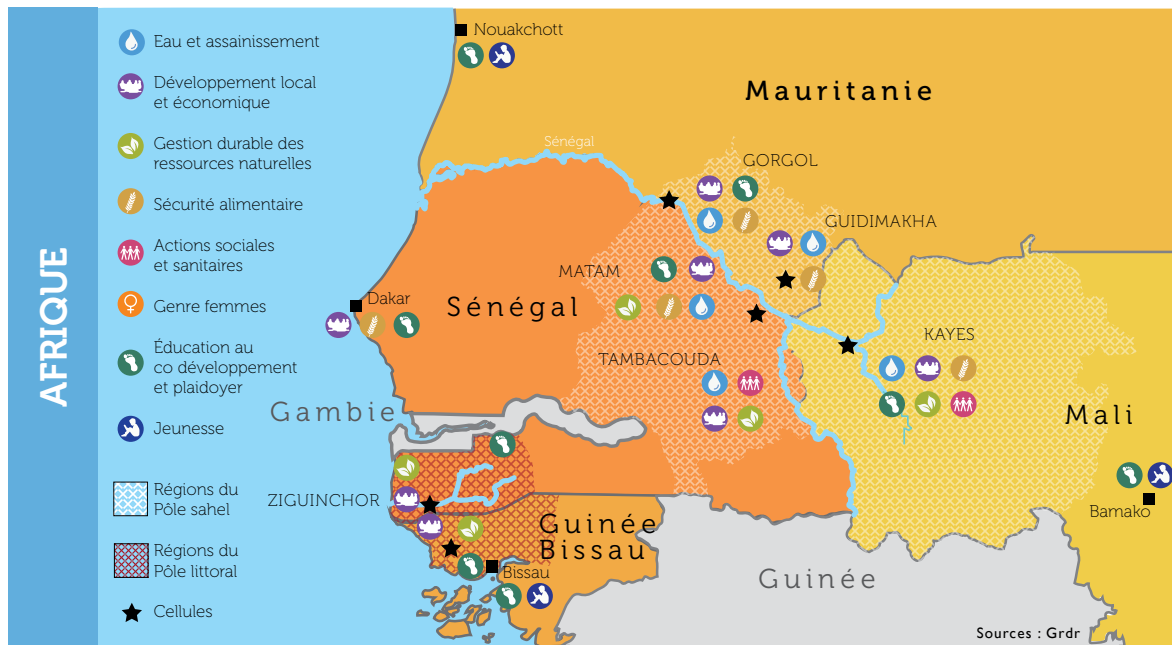 AFRIQUE
Eau et assainissement
Développement local
et économique
Gestion durable des
ressources naturelles
Sécurité alimentaire
Actions sociales
et sanitaires
Genre femmes
Éducation au
co développement
et plaidoyer
Jeunesse
Régions du
Pôle sahel
Régions du
Pôle littoral
Cellules
Nouakchott
Mauritanie
Sénégal
GORGOL
GUIDIMAKHA
MATAM
Dakar
Sénégal
KAYES
TAMBACOUDA
Gambie
Mali
ZIGUINCHOR
Bamako
Guinée
Bissau
Bissau
Guinée
Sources : Grdr